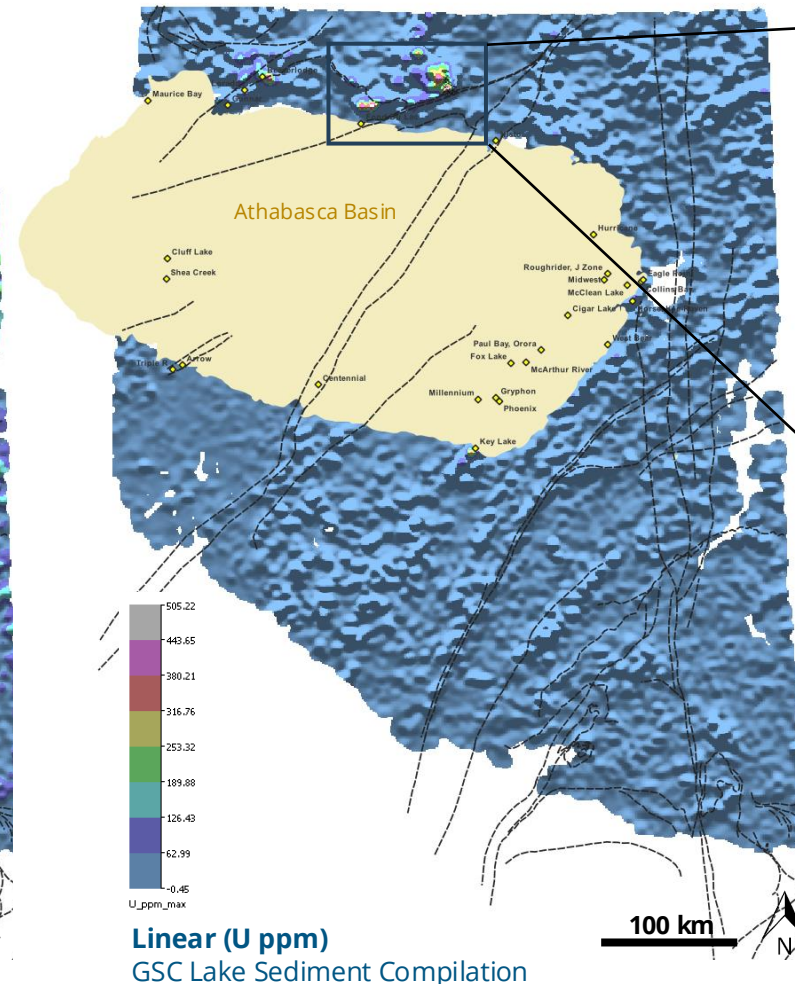 Maurice Bay
Athabasca Basin
Hurricane
Cluff Lake
Shea Creek
Roughrider, J Zone
Midwest
McClean Lake
Eagle
Collins Bay
Cigar Lake
Paul Bay, Orora
Fox Lake
McArthur River
Arrow
Centennial
Millennium
Gryphon
Phoenix
Key Lake
505.22
443.65
380.21
316.76
253.32
189.88
126.43
62.99
-0.45
U_ppm_max
Linear (U ppm)
GSC Lake Sediment Compilation
100 km
N